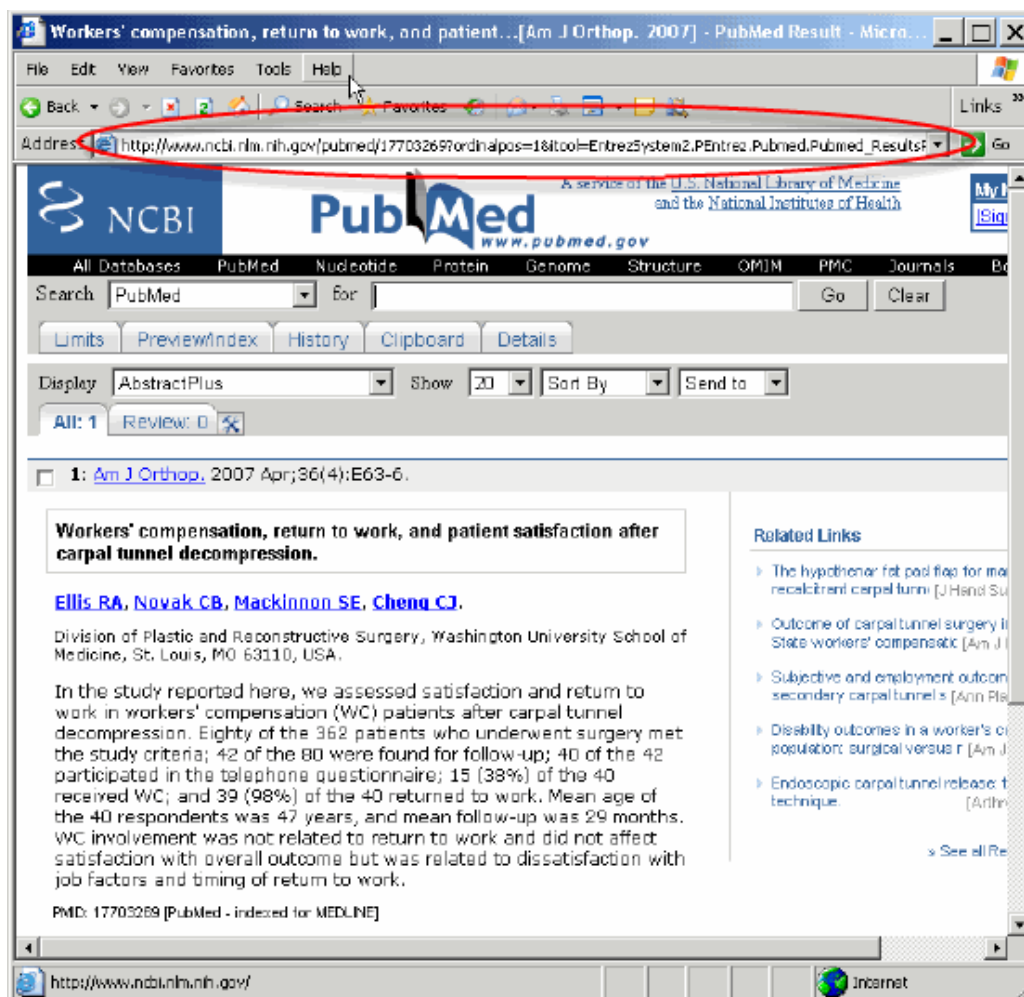 Workers' compensation, return to work, and patient...[Am J Orthop. 2007] - PubMed Result - Micro...
File Edit View Favorites Tools Help
Back Search Favorites Links »
Address http://www.ncbi.nlm.nih.gov/pubmed/17703269?ordinalpos=1&itool=EntrezSystem2.PEntrez.Pubmed.Pubmed_ResultsP Go
NCBI
PubMed
www.pubmed.gov
A service of the U.S. National Library of Medicine
and the National Institutes of Health
My N
[Sig
All Databases PubMed Nucleotide Protein Genome Structure OMIM PMC Journals Bo
Search PubMed for Go Clear
Limits Preview/Index History Clipboard Details
Display AbstractPlus Show 20 Sort By Send to
All: 1 Review: 0
1: Am J Orthop. 2007 Apr;36(4):E63-6.
Workers' compensation, return to work, and patient satisfaction after
carpal tunnel decompression.
Ellis RA, Novak CB, Mackinnon SE, Cheng CJ.
Division of Plastic and Reconstructive Surgery, Washington University School of
Medicine, St. Louis, MO 63110, USA.
In the study reported here, we assessed satisfaction and return to
work in workers' compensation (WC) patients after carpal tunnel
decompression. Eighty of the 362 patients who underwent surgery met
the study criteria; 42 of the 80 were found for follow-up; 40 of the 42
participated in the telephone questionnaire; 15 (38%) of the 40
received WC; and 39 (98%) of the 40 returned to work. Mean age of
the 40 respondents was 47 years, and mean follow-up was 29 months.
WC involvement was not related to return to work and did not affect
satisfaction with overall outcome but was related to dissatisfaction with
job factors and timing of return to work.
PMID: 17703269 [PubMed - indexed for MEDLINE]
Related Links
The hypothenar fat pad flap for ma
recalcitrant carpal tunn [J Hand Su
Outcome of carpal tunnel surgery i
State workers' compensatic [Am J I
Subjective and employment outcom
secondary carpal tunnel s [Ann Pla
Disability outcomes in a worker's c
population: surgical versus r [Am J
Endoscopic carpal tunnel release: t
technique. [Arthr
» See all Re
http://www.ncbi.nlm.nih.gov/
Internet